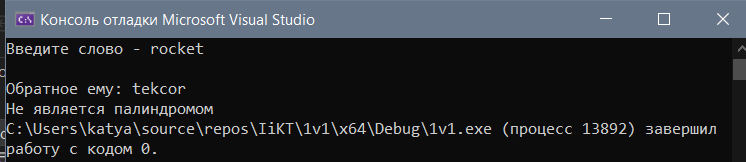 Консоль отладки Microsoft Visual Studio
Введите слово - rocket
Обратное ему: tekcor
Не является палиндромом
C:\Users\katya\source\repos\IiKT\1v1\x64\Debug\1v1.exe (процесс 13892) завершил
работу с кодом 0.